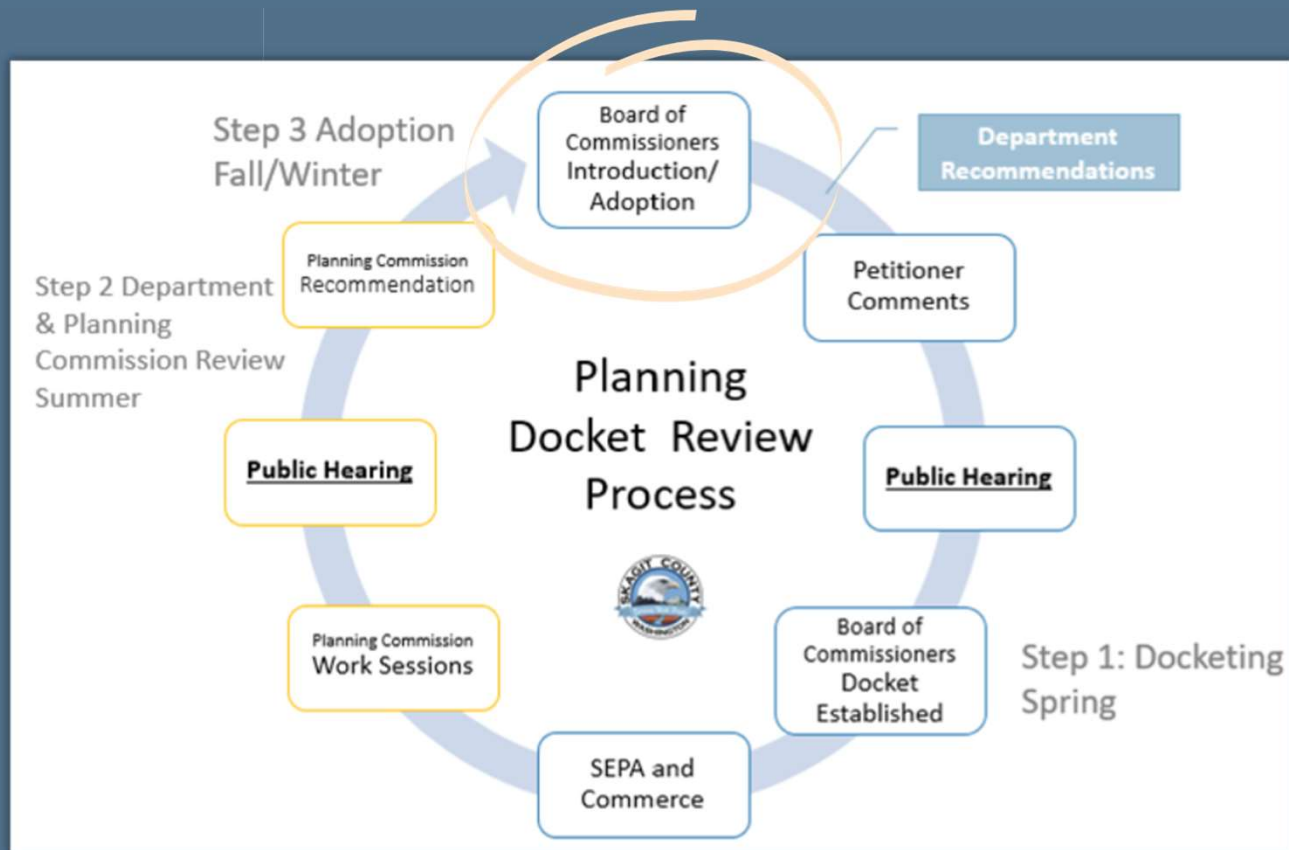 Step 3 Adoption
Fall/Winter
Board of
Commissioners
Introduction/
Adoption
Department
Recommendations
Petitioner
Comments
Public Hearing
Board of
Commissioners
Docket
Established
Step 1: Docketing
Spring
SEPA and
Commerce
Planning Commission
Work Sessions
Public Hearing
Step 2 Department
& Planning
Commission Review
Summer
Planning Commission
Recommendation
Planning
Docket Review
Process
SKAGIT COUNTY
WASHINGTON